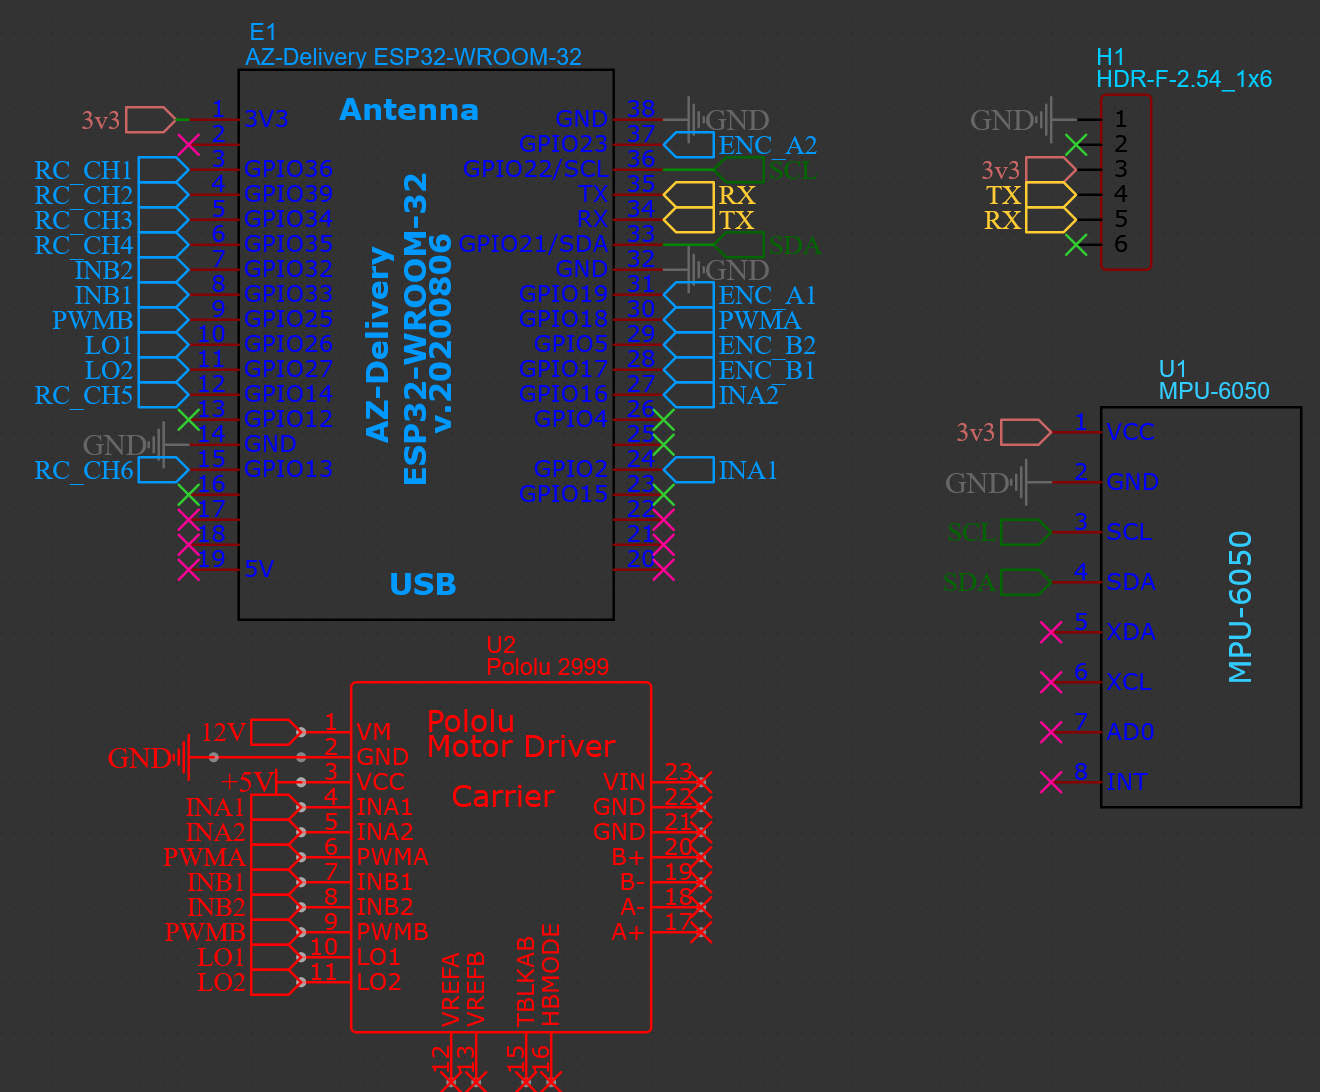 E1
AZ-Delivery ESP32-WROOM-32
Antenna
3v3 1 3V3
2
RC_CH1 3 GPIO36
RC_CH2 4 GPIO39
RC_CH3 5 GPIO34
RC_CH4 6 GPIO35
INB2 7 GPIO32
INB1 8 GPIO33
PWMB 9 GPIO25
LO1 10 GPIO26
LO2 11 GPIO27
RC_CH5 12 GPIO14
13 GPIO12
GND 14 GND
RC_CH6 15 GPIO13
16
17
18
19 5V
AZ-Delivery
ESP32-WROOM-32
v.20200806
USB
GND 38 GND
GPIO23 37 ENC_A2
GPIO22/SCL 36 SCL
TX 35 RX
RX 34 TX
GPIO21/SDA 33 SDA
GND 32 GND
GPIO19 31 ENC_A1
GPIO18 30 PWMA
GPIO5 29 ENC_B2
GPIO17 28 ENC_B1
GPIO16 27 INA2
GPIO4 26
25
GPIO2 24 INA1
GPIO15 23
22
21
20
H1
HDR-F-2.54_1x6
GND 1
2
3v3 3
TX 4
RX 5
6
U1
MPU-6050
3v3 1 VCC
GND 2 GND
SCL 3 SCL
SDA 4 SDA
5 XDA
6 XCL
7 AD0
8 INT
MPU-6050
U2
Pololu 2999
Pololu
Motor Driver
Carrier
12V 1 VM
GND 2 GND
+5V 3 VCC
INA1 4 INA1
INA2 5 INA2
PWMA 6 PWMA
INB1 7 INB1
INB2 8 INB2
PWMB 9 PWMB
LO1 10 LO1
LO2 11 LO2
VIN 23
GND 22
GND 21
B+ 20
B- 19
A- 18
A+ 17
VREFA 12
VREFB 13
TBLKAB 15
HBMODE 16